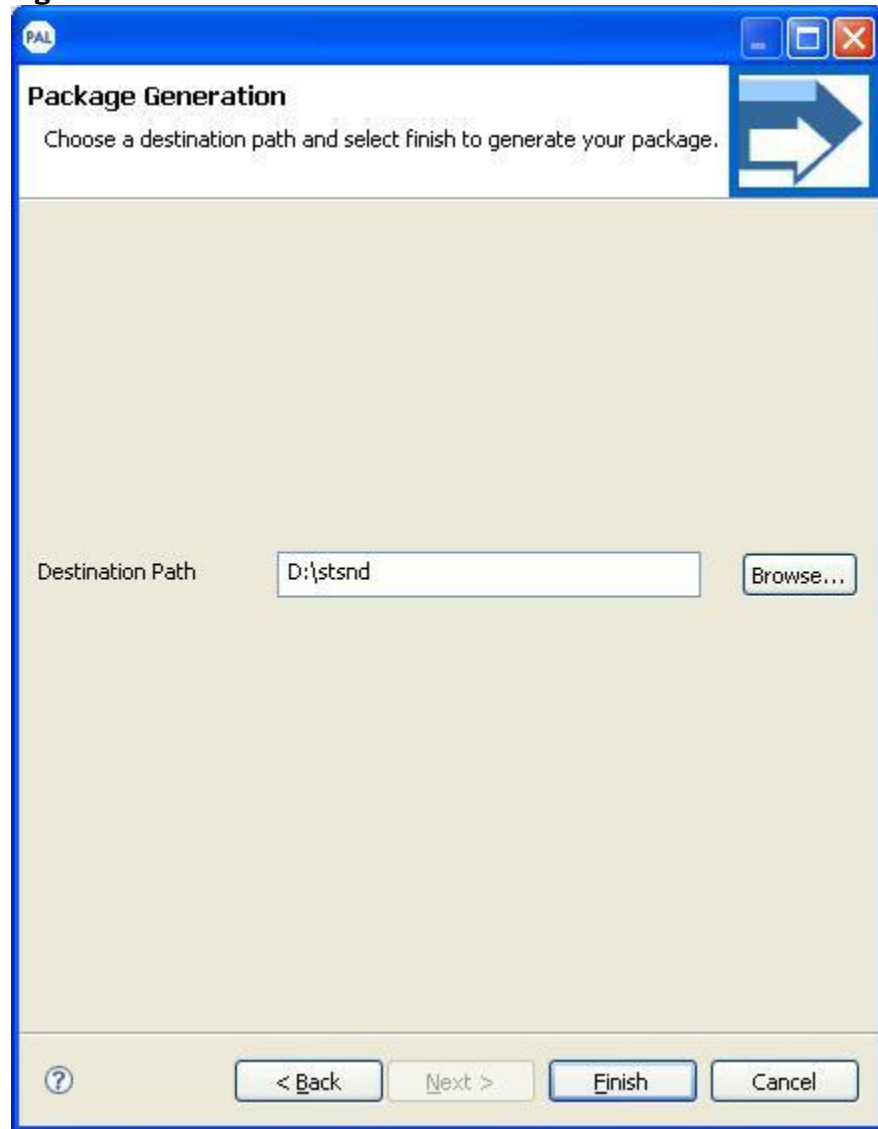 PAL
Package Generation
Choose a destination path and select finish to generate your package.
Destination Path
D:\stsnd
Browse...
< Back
Next >
Finish
Cancel